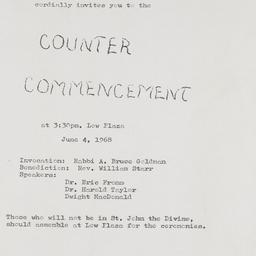 cordially invites you to the
COUNTER
COMMENCEMENT
at 3:30pm, Low Plaza
June 4, 1968
Invocation: Rabbi A. Bruce Goldman
Benediction: Rev. William Starr
Speakers:
Dr. Eric Fromm
Dr. Harold Taylor
Dwight MacDonald
Those who will not be in St. John the Divine,
should assemble at Low Plaza for the ceremonies.